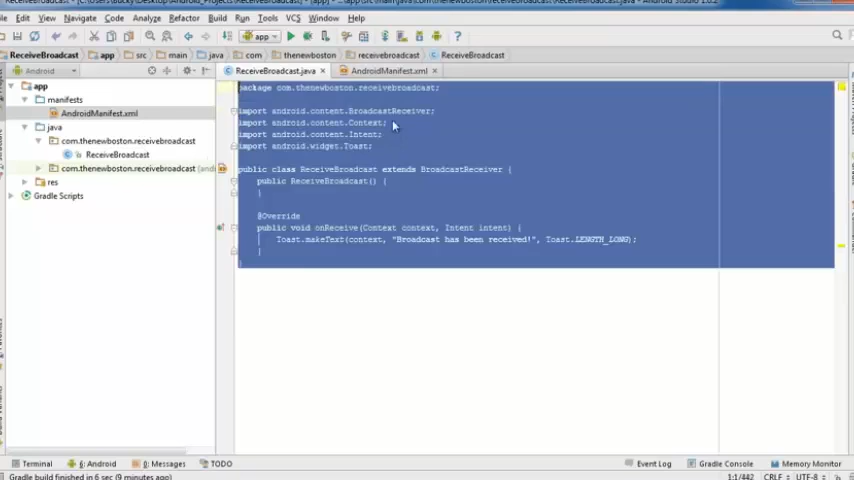 File Edit View Navigate Code Analyze Refactor Build Run Tools VCS Window Help
ReceiveBroadcast app src main java com thenewboston receivebroadcast ReceiveBroadcast
Android
ReceiveBroadcast.java AndroidManifest.xml
app
manifests
AndroidManifest.xml
java
com.thenewboston.receivebroadcast
ReceiveBroadcast
com.thenewboston.receivebroadcast
res
Gradle Scripts
package com.thenewboston.receivebroadcast;
import android.content.BroadcastReceiver;
import android.content.Context;
import android.content.Intent;
import android.widget.Toast;
public class ReceiveBroadcast extends BroadcastReceiver {
public ReceiveBroadcast() {
}
@Override
public void onReceive(Context context, Intent intent) {
Toast.makeText(context, "Broadcast has been received!", Toast.LENGTH_LONG);
}
}
Terminal 6: Android 0: Messages TODO Event Log Gradle Console Memory Monitor
Gradle build finished in 6 sec (9 minutes ago) 1:1/442 CRLF UTF-8